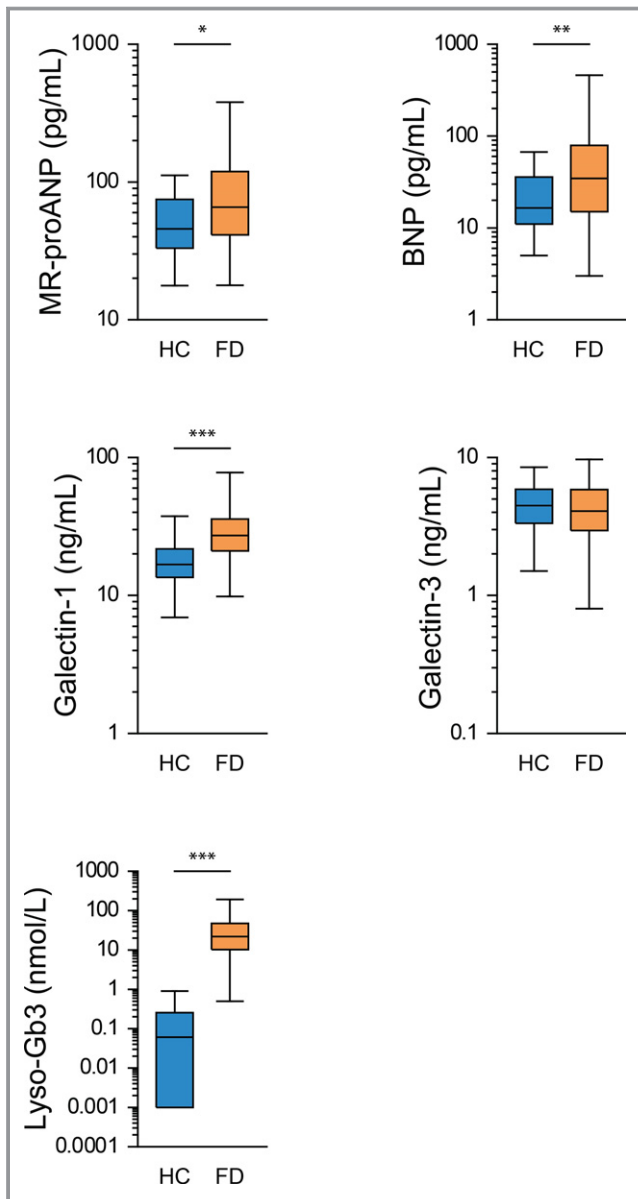 MR-proANP (pg/mL)
1000
100
10
*
HC FD
BNP (pg/mL)
1000
100
10
1
**
HC FD
Galectin-1 (ng/mL)
100
10
1
***
HC FD
Galectin-3 (ng/mL)
10
1
0.1
HC FD
Lyso-Gb3 (nmol/L)
1000
100
10
1
0.1
0.01
0.001
0.0001
***
HC FD